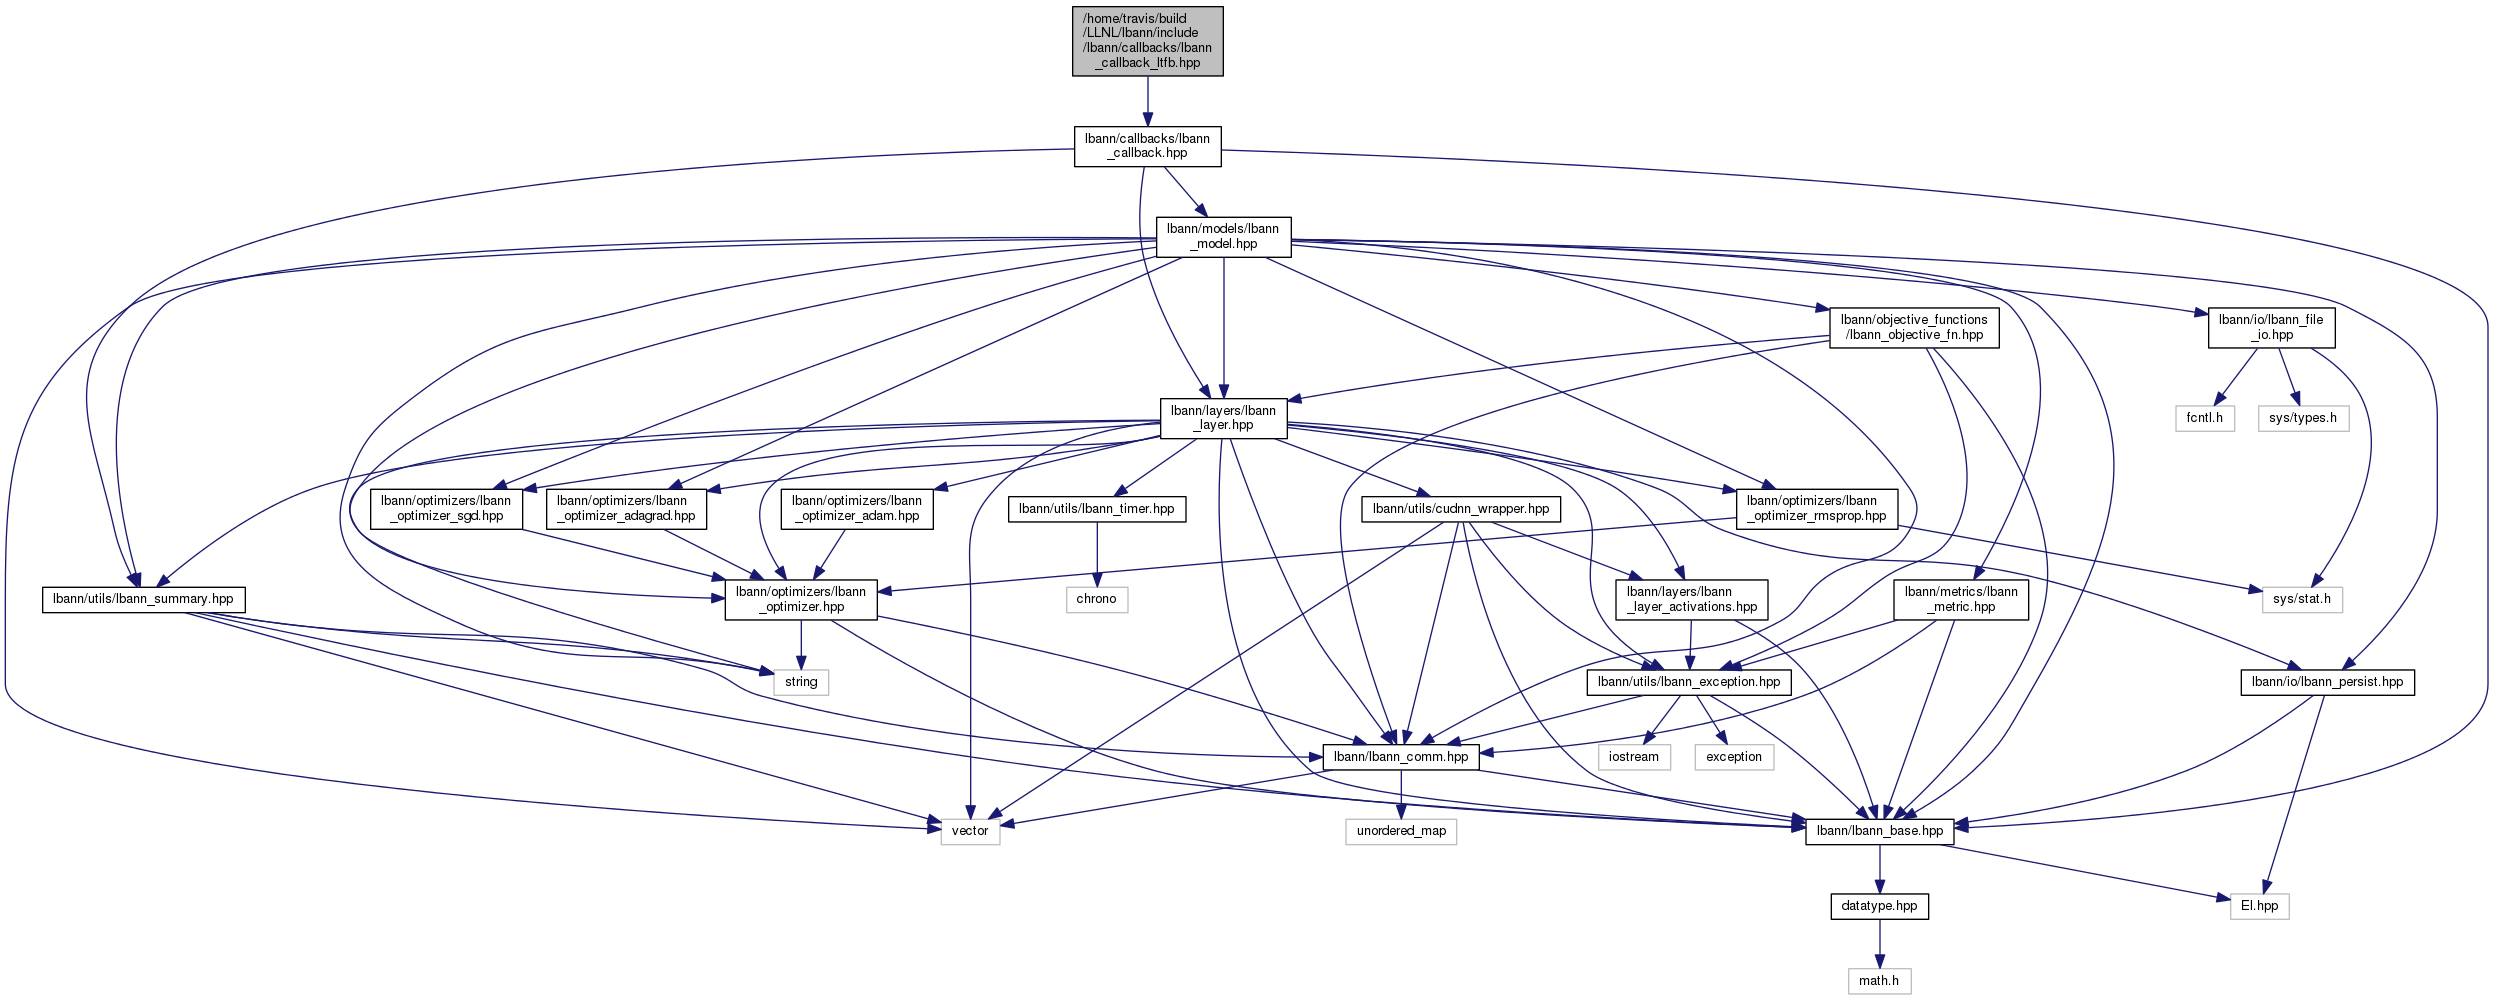 /home/travis/build
/LLNL/lbann/include
/lbann/callbacks/lbann
_callback_ltfb.hpp
lbann/callbacks/lbann
_callback.hpp
lbann/models/lbann
_model.hpp
lbann/objective_functions
/lbann_objective_fn.hpp
lbann/io/lbann_file
_io.hpp
lbann/layers/lbann
_layer.hpp
fcntl.h
sys/types.h
lbann/optimizers/lbann
_optimizer_sgd.hpp
lbann/optimizers/lbann
_optimizer_adagrad.hpp
lbann/optimizers/lbann
_optimizer_adam.hpp
lbann/utils/lbann_timer.hpp
lbann/utils/cudnn_wrapper.hpp
lbann/optimizers/lbann
_optimizer_rmsprop.hpp
lbann/utils/lbann_summary.hpp
lbann/optimizers/lbann
_optimizer.hpp
chrono
lbann/layers/lbann
_layer_activations.hpp
lbann/metrics/lbann
_metric.hpp
sys/stat.h
string
lbann/utils/lbann_exception.hpp
lbann/io/lbann_persist.hpp
lbann/lbann_comm.hpp
iostream
exception
vector
unordered_map
lbann/lbann_base.hpp
datatype.hpp
El.hpp
math.h